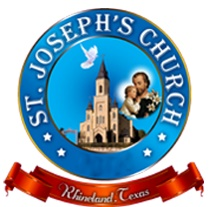 ST. JOSEPH'S CHURCH
Rhineland, Texas